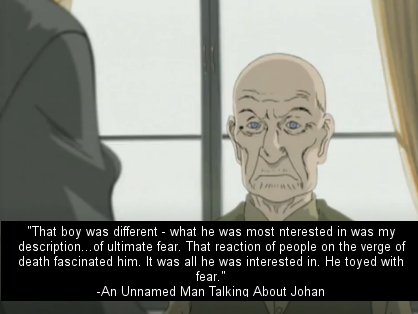 "That boy was different - what he was most nterested in was my
description...of ultimate fear. That reaction of people on the verge of
death fascinated him. It was all he was interested in. He toyed with
fear."
-An Unnamed Man Talking About Johan